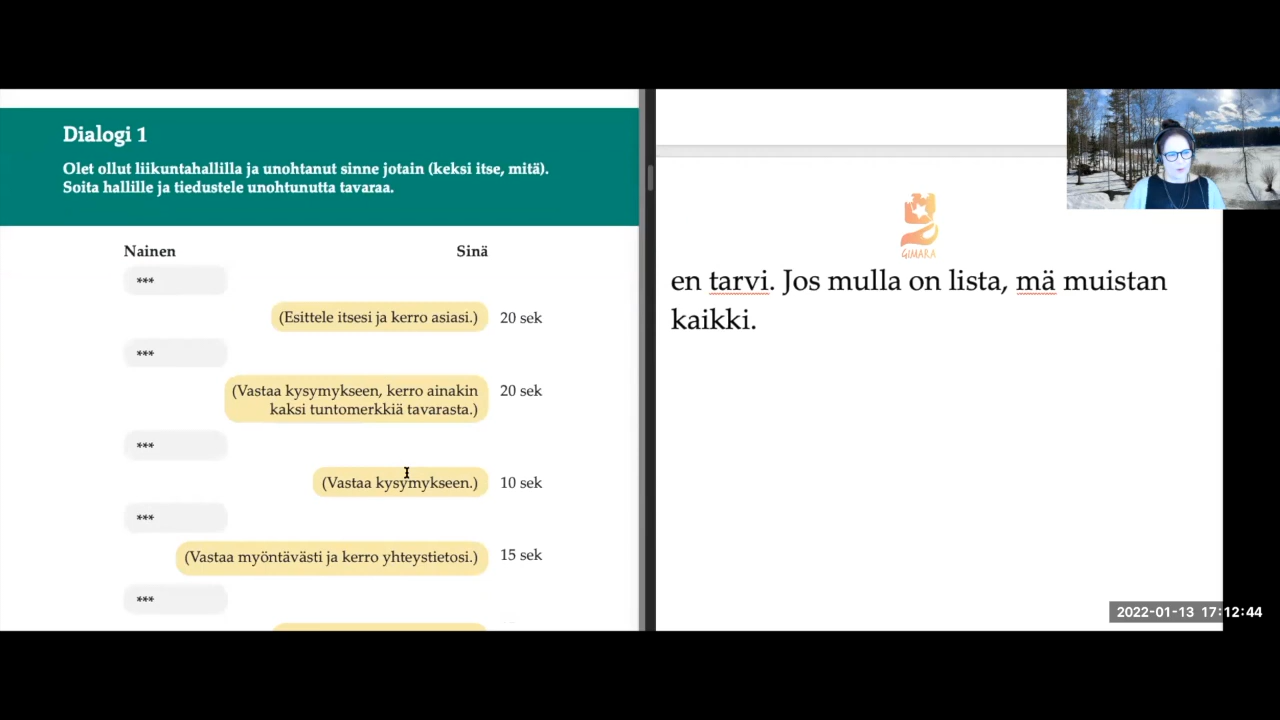 Dialogi 1
Olet ollut liikuntahallilla ja unohtanut sinne jotain (keksi itse, mitä).
Soita hallille ja tiedustele unohtunutta tavaraa.
Nainen Sinä
***
(Esittele itsesi ja kerro asiasi.) 20 sek
***
(Vastaa kysymykseen, kerro ainakin 20 sek
kaksi tuntomerkkiä tavarasta.)
***
(Vastaa kysymykseen.) 10 sek
***
(Vastaa myöntävästi ja kerro yhteystietosi.) 15 sek
***
GIMARA
en tarvi. Jos mulla on lista, mä muistan
kaikki.
2022-01-13 17:12:44